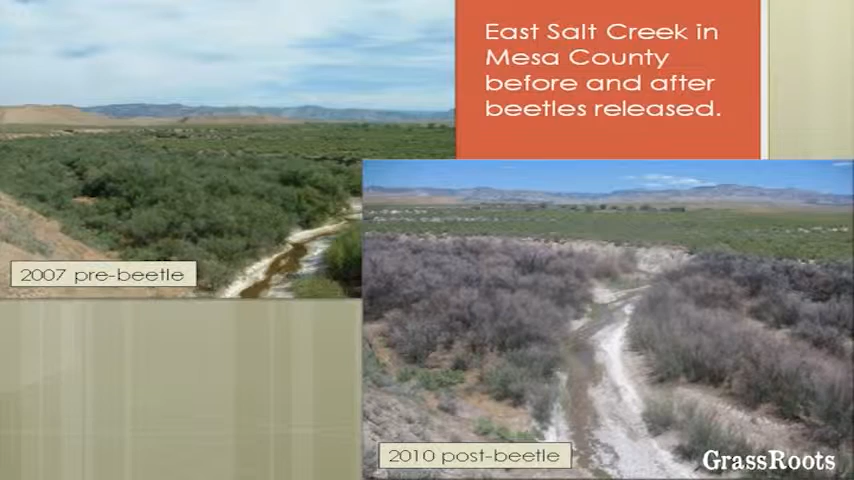 East Salt Creek in
Mesa County
before and after
beetles released.
2007 pre-beetle
2010 post-beetle
GrassRoots